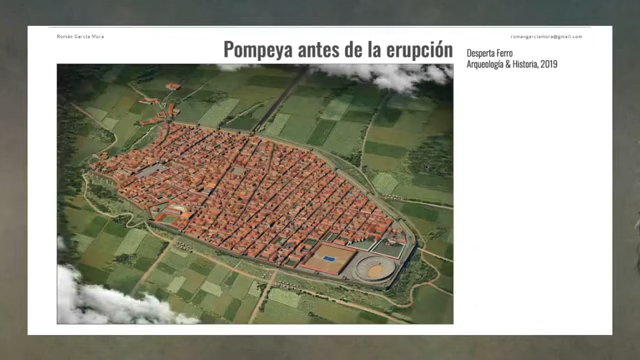 Román García Mora
romangarciamora@gmail.com
Pompeya antes de la erupción
Desperta Ferro
Arqueología & Historia, 2019